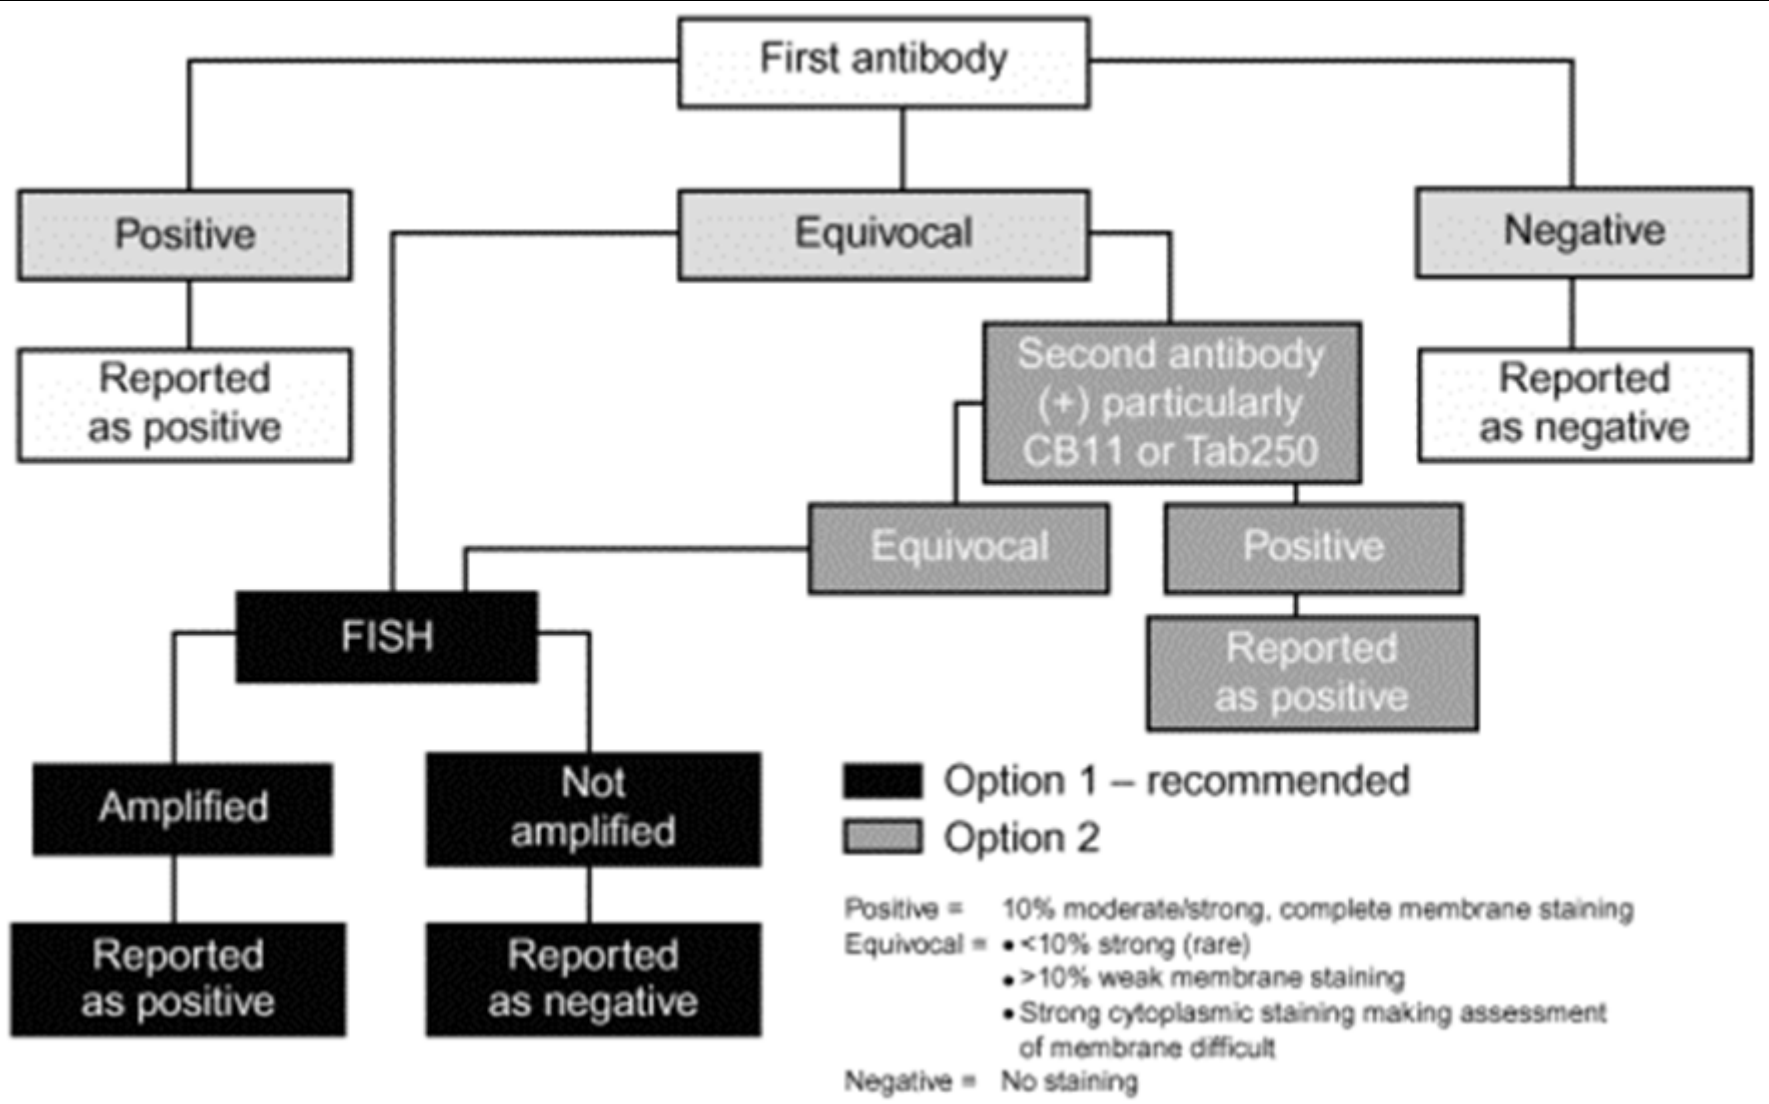 First antibody
Positive
Equivocal
Negative
Reported
as positive
Second antibody
(+) particularly
CB11 or Tab250
Reported
as negative
Equivocal
Positive
FISH
Reported
as positive
Amplified
Not
amplified
Reported
as positive
Reported
as negative
Option 1 – recommended
Option 2
Positive = 10% moderate/strong, complete membrane staining
Equivocal = • <10% strong (rare)
• >10% weak membrane staining
• Strong cytoplasmic staining making assessment
of membrane difficult
Negative = No staining